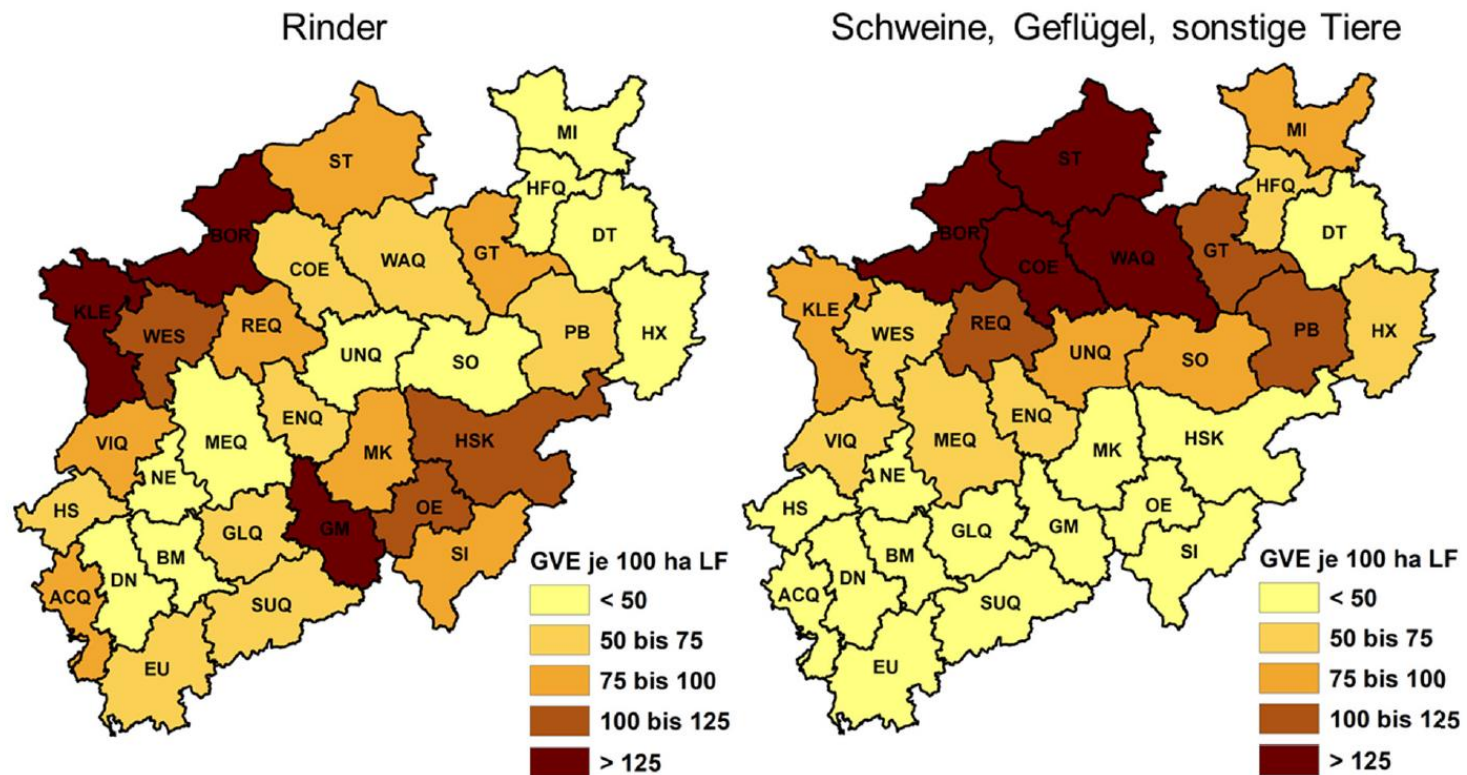 Rinder
MI
ST
HFQ
BOR
DT
GT
WAQ
COE
KLE
REQ
WES
PB
HX
UNQ
SO
ENQ
VIQ
MEQ
HSK
MK
NE
HS
OE
GLQ
GM
BM
SI
DN
ACQ
SUQ
EU
GVE je 100 ha LF
< 50
50 bis 75
75 bis 100
100 bis 125
> 125
Schweine, Geflügel, sonstige Tiere
MI
ST
HFQ
BOR
DT
GT
WAQ
COE
KLE
REQ
WES
PB
HX
UNQ
SO
ENQ
VIQ
MEQ
HSK
MK
NE
HS
OE
GLQ
GM
BM
SI
DN
ACQ
SUQ
EU
GVE je 100 ha LF
< 50
50 bis 75
75 bis 100
100 bis 125
> 125